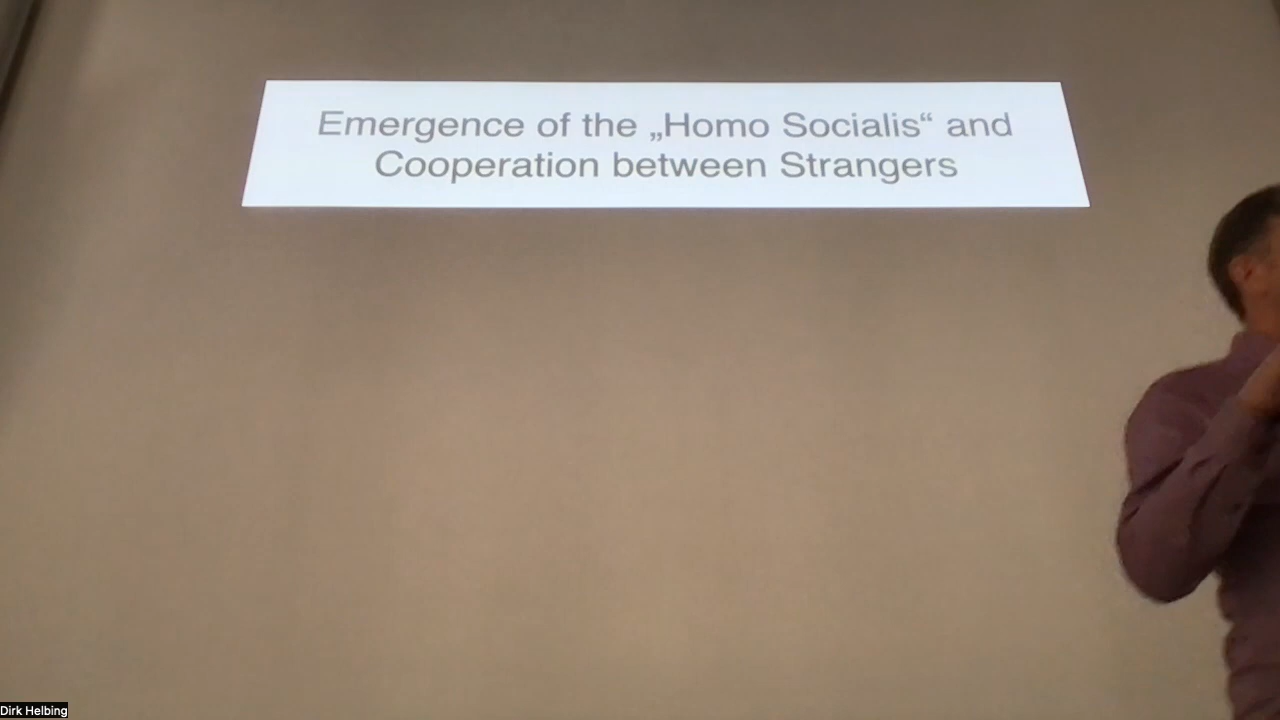 Emergence of the „Homo Socialis“ and
Cooperation between Strangers
Dirk Helbing